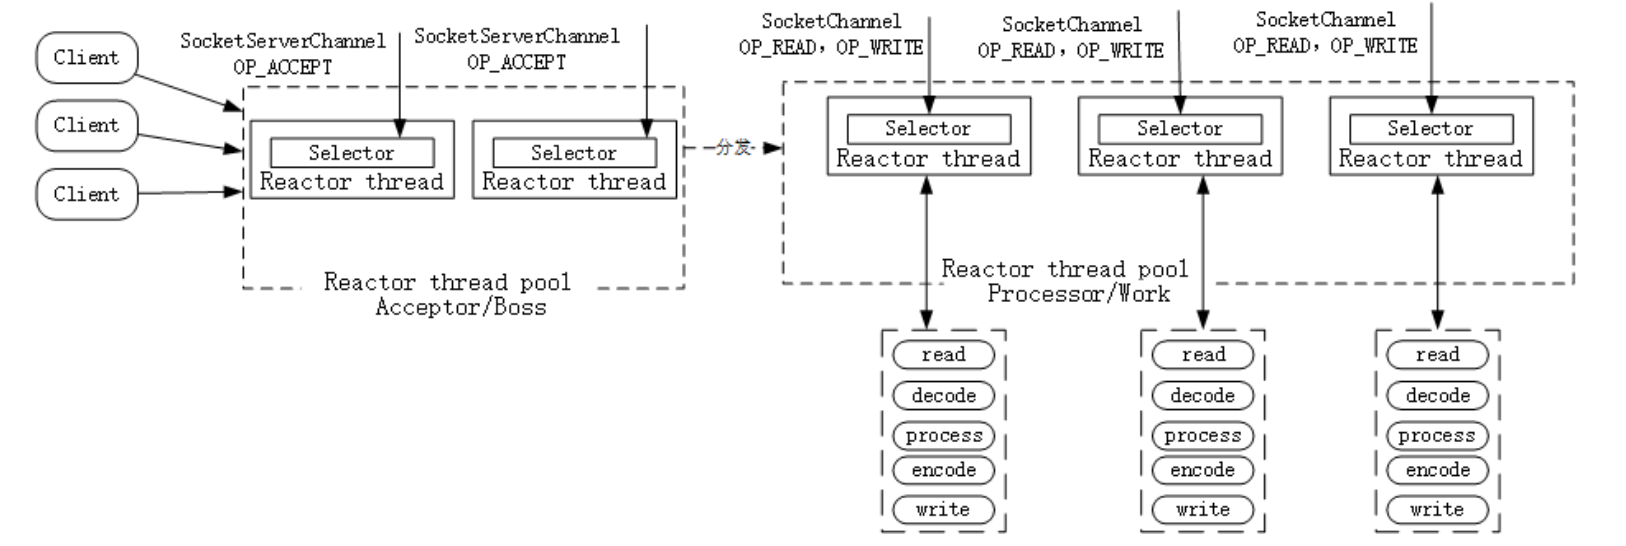 Client
Client
Client
SocketServerChannel
OP_ACCEPT
SocketServerChannel
OP_ACCEPT
Selector
Reactor thread
Selector
Reactor thread
Reactor thread pool
Acceptor/Boss
分发
SocketChannel
OP_READ，OP_WRITE
SocketChannel
OP_READ，OP_WRITE
SocketChannel
OP_READ，OP_WRITE
Selector
Reactor thread
Selector
Reactor thread
Selector
Reactor thread
Reactor thread pool
Processor/Work
read
decode
process
encode
write
read
decode
process
encode
write
read
decode
process
encode
write